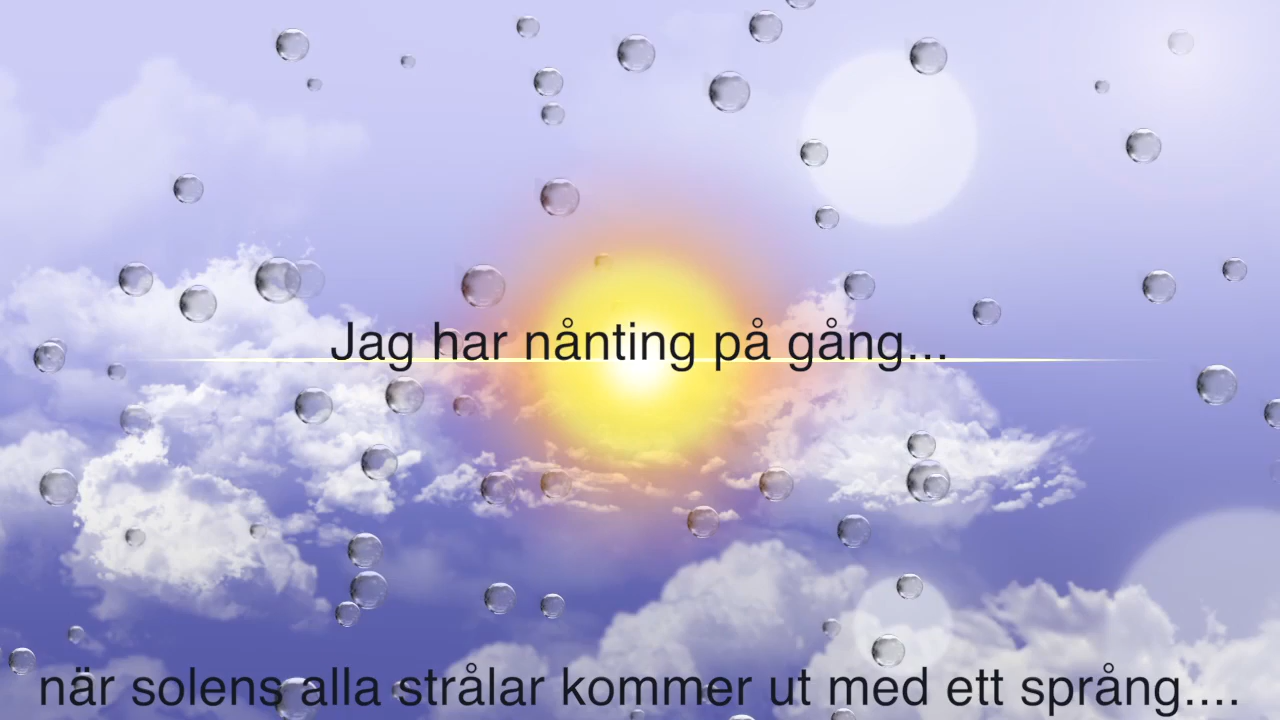 Jag har nånting på gång...
när solens alla strålar kommer ut med ett språng....